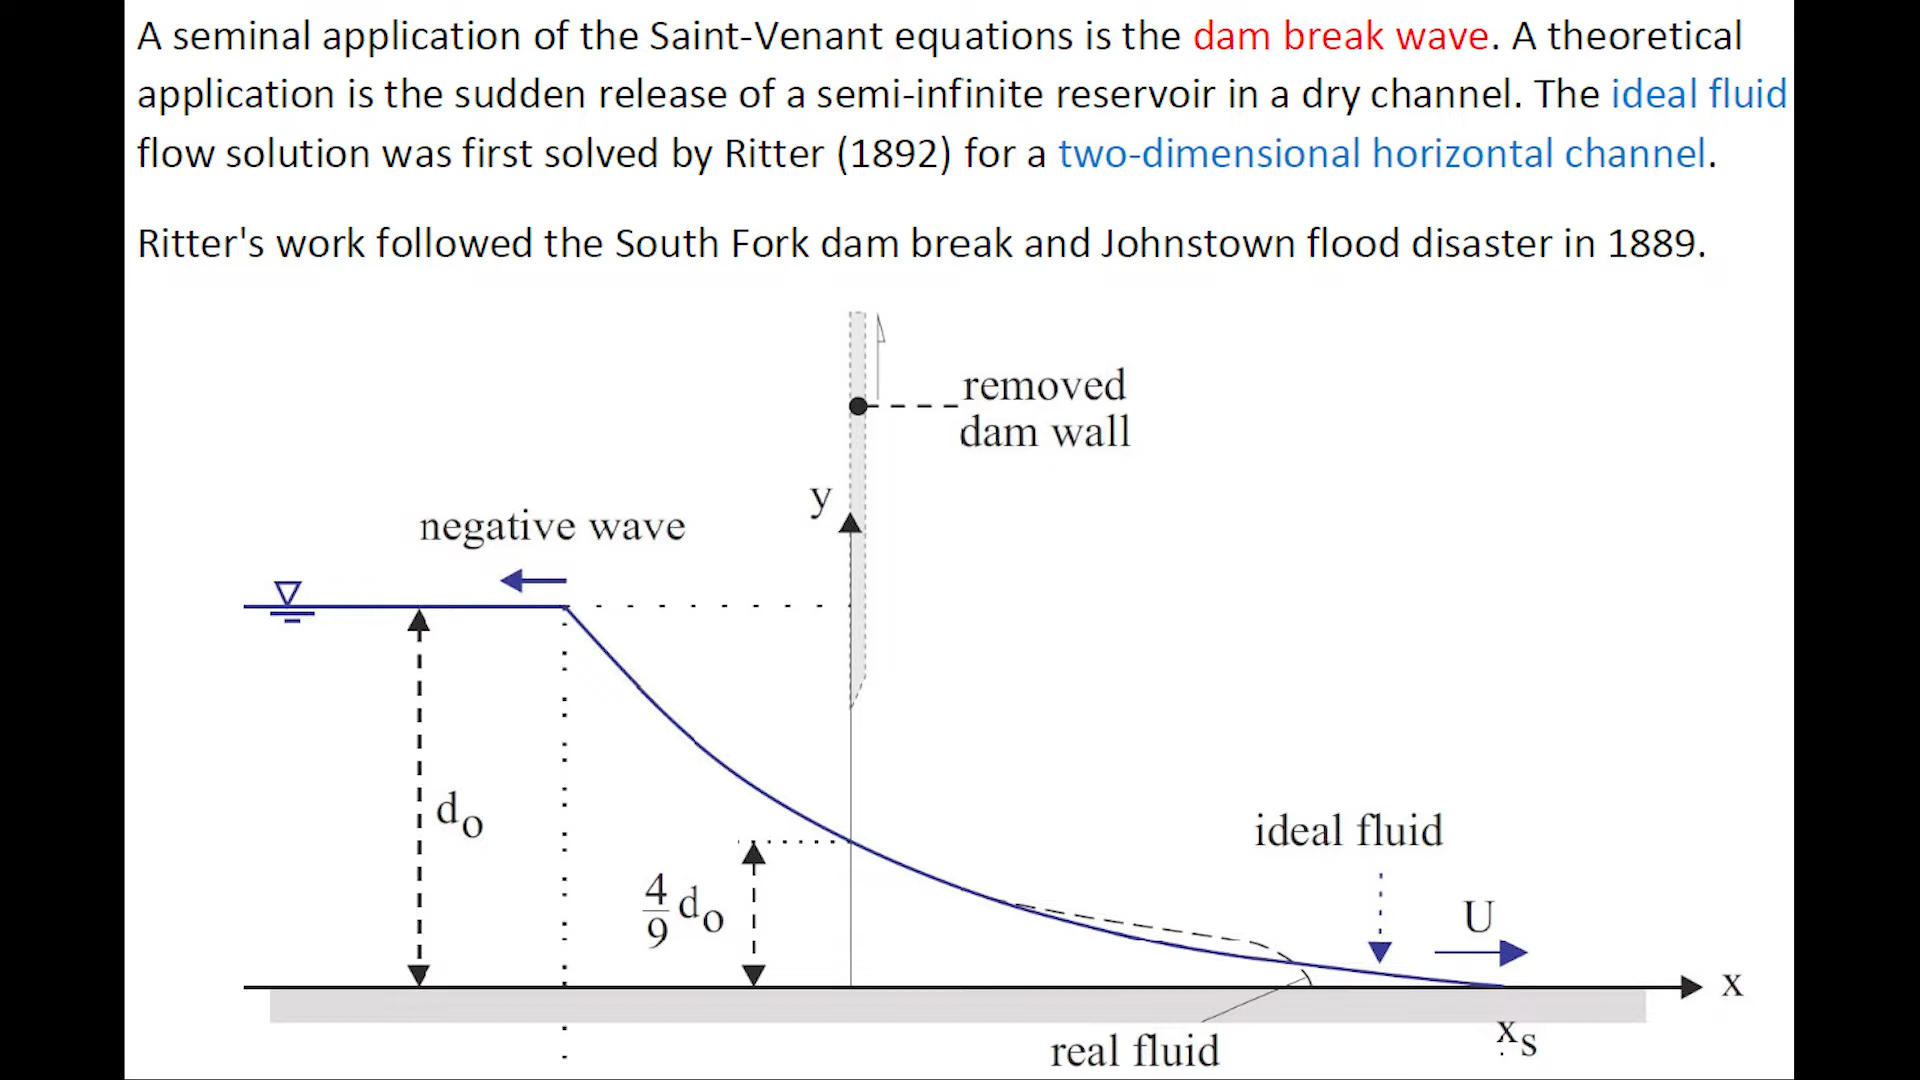 A seminal application of the Saint-Venant equations is the dam break wave. A theoretical
application is the sudden release of a semi-infinite reservoir in a dry channel. The ideal fluid
flow solution was first solved by Ritter (1892) for a two-dimensional horizontal channel.
Ritter's work followed the South Fork dam break and Johnstown flood disaster in 1889.
removed
dam wall
y
negative wave
do
4/9 do
ideal fluid
U
x
xS
real fluid